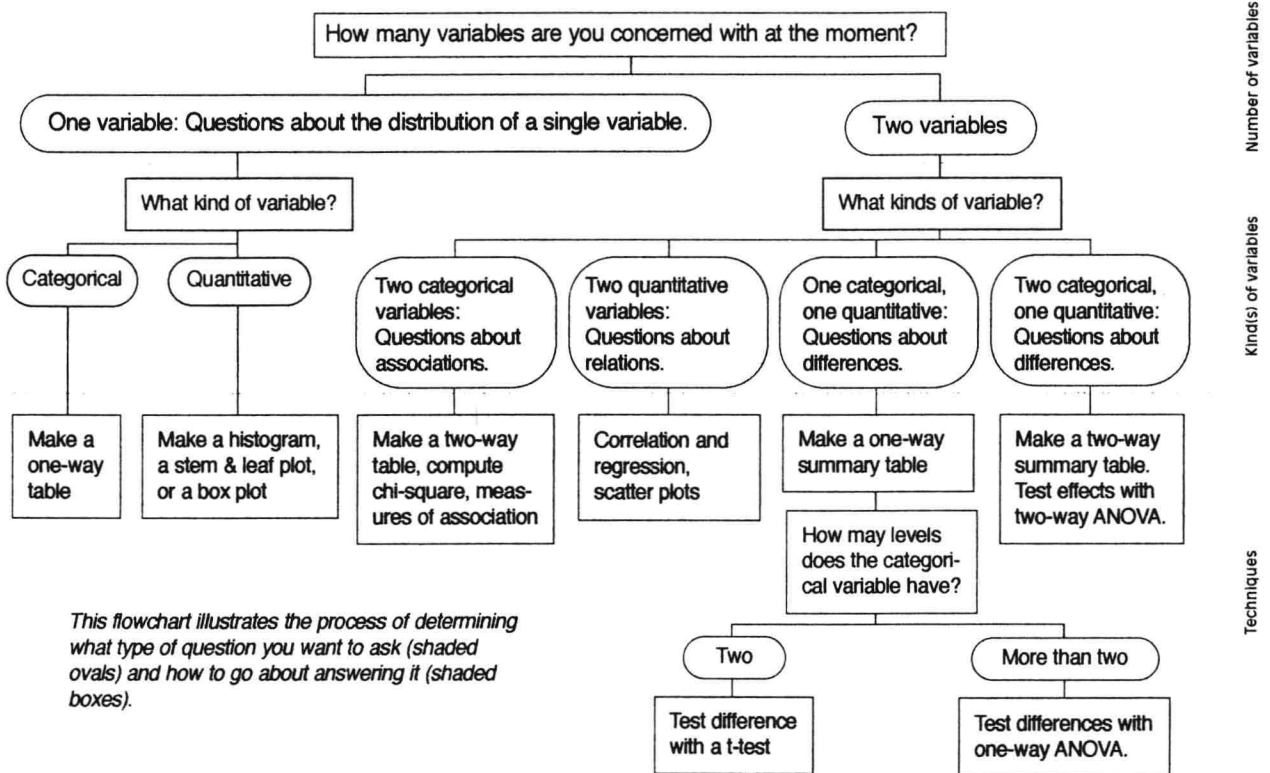 How many variables are you concerned with at the moment?
One variable: Questions about the distribution of a single variable.
Two variables
What kind of variable?
What kinds of variable?
Categorical
Quantitative
Two categorical
variables:
Questions about
associations.
Two quantitative
variables:
Questions about
relations.
One categorical,
one quantitative:
Questions about
differences.
Two categorical,
one quantitative:
Questions about
differences.
Make a
one-way
table
Make a histogram,
a stem & leaf plot,
or a box plot
Make a two-way
table, compute
chi-square, meas-
ures of association
Correlation and
regression,
scatter plots
Make a one-way
summary table
Make a two-way
summary table.
Test effects with
two-way ANOVA.
How may levels
does the categori-
cal variable have?
Two
More than two
Test difference
with a t-test
Test differences with
one-way ANOVA.
This flowchart illustrates the process of determining
what type of question you want to ask (shaded
ovals) and how to go about answering it (shaded
boxes).
Number of variables
Kind(s) of variables
Techniques